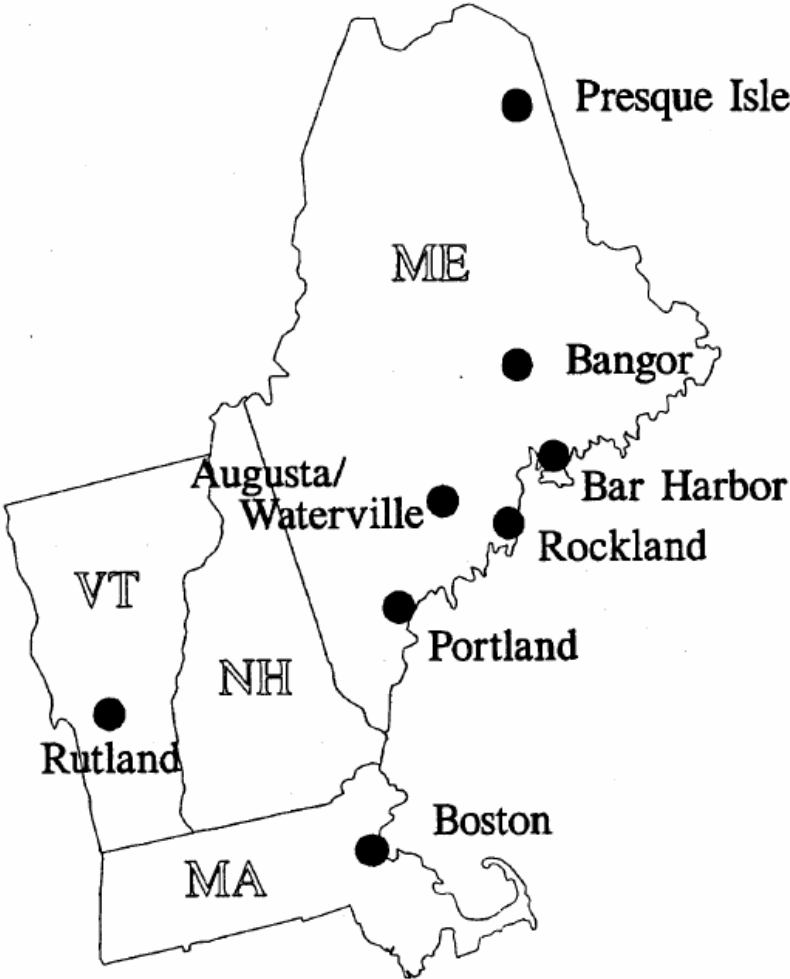 Presque Isle
ME
Bangor
Augusta/
Waterville
Bar Harbor
Rockland
VT
Portland
NH
Rutland
Boston
MA